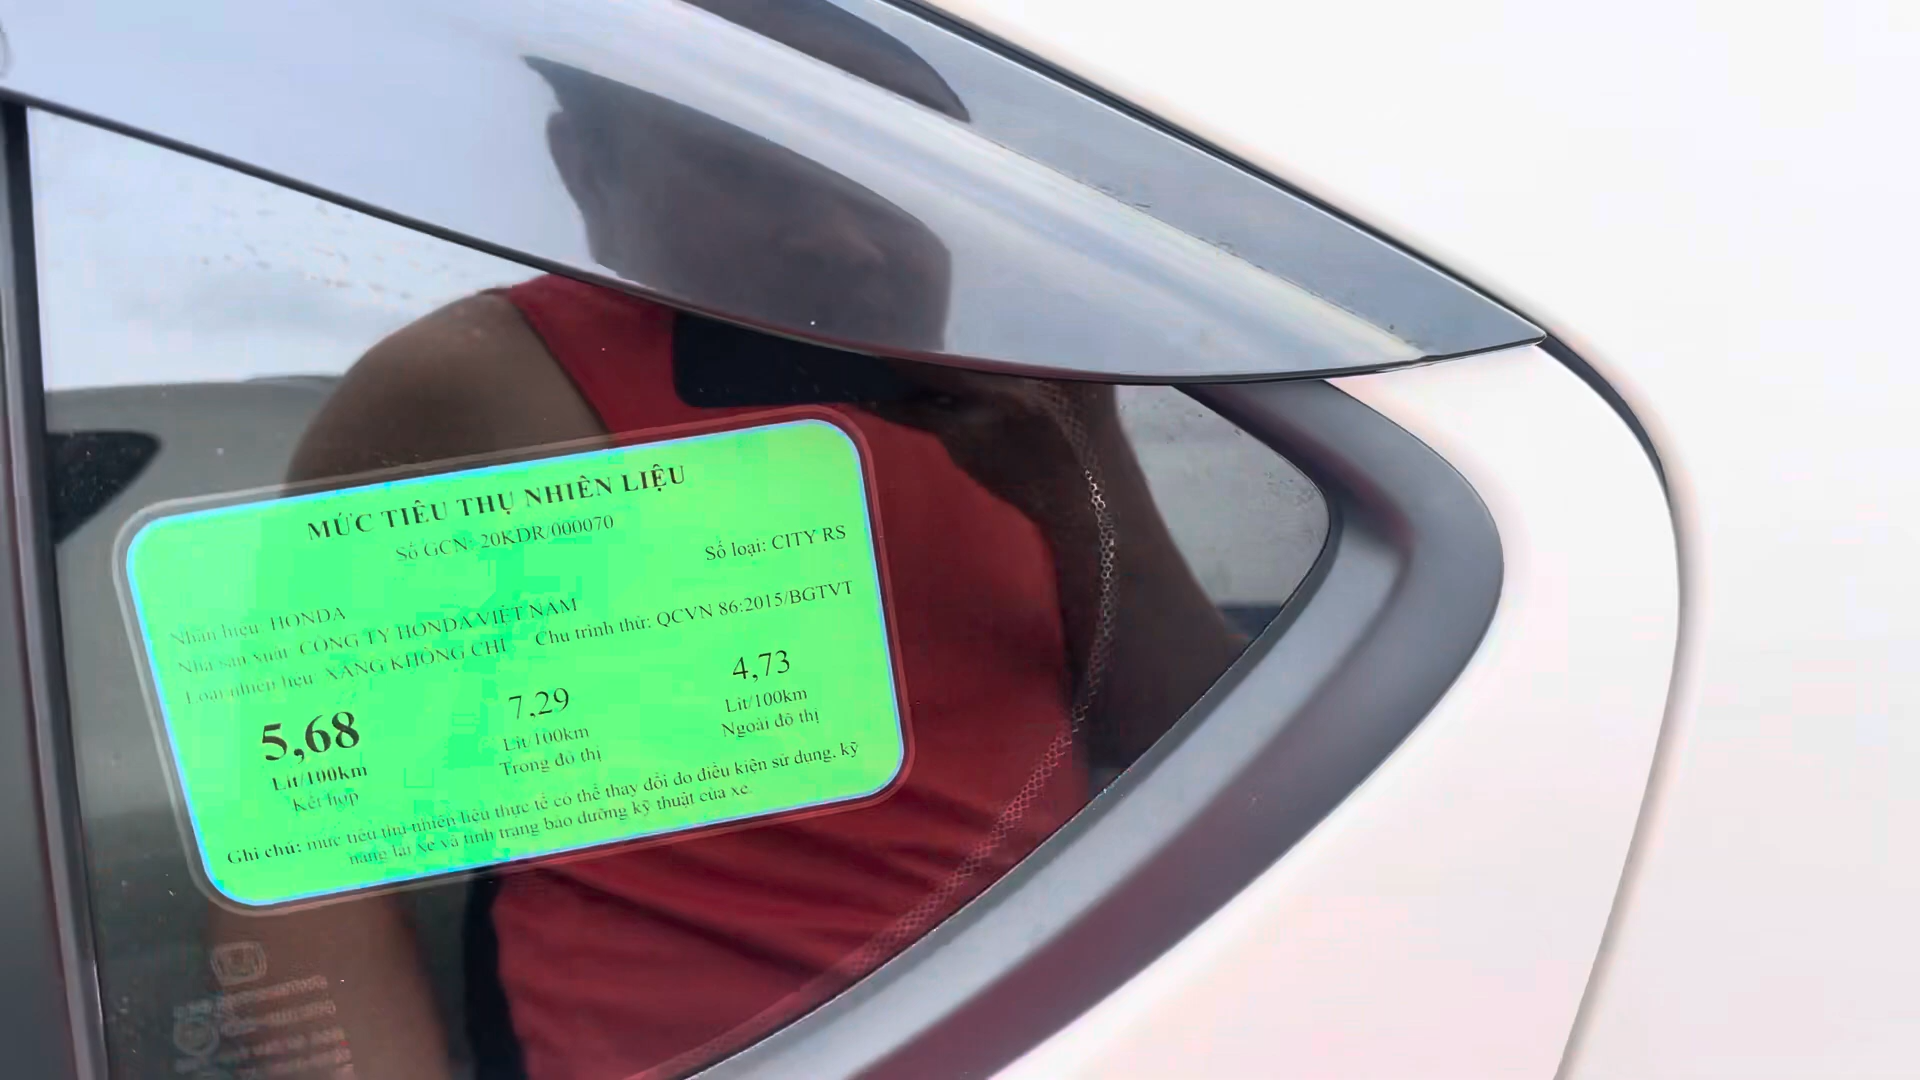 MỨC TIÊU THỤ NHIÊN LIỆU
Số GCN: 20KDR/000070
Số loại: CITY RS
Nhãn hiệu: HONDA
Nhà sản xuất: CÔNG TY HONDA VIỆT NAM
Loại nhiên liệu: XĂNG KHÔNG CHÌ Chu trình thử: QCVN 86:2015/BGTVT
5,68 7,29 4,73
Lít/100km Lít/100km Lít/100km
Kết hợp Trong đô thị Ngoài đô thị
Ghi chú: mức tiêu thụ nhiên liệu thực tế có thể thay đổi do điều kiện sử dụng, kỹ
năng lái xe và tình trạng bảo dưỡng kỹ thuật của xe.